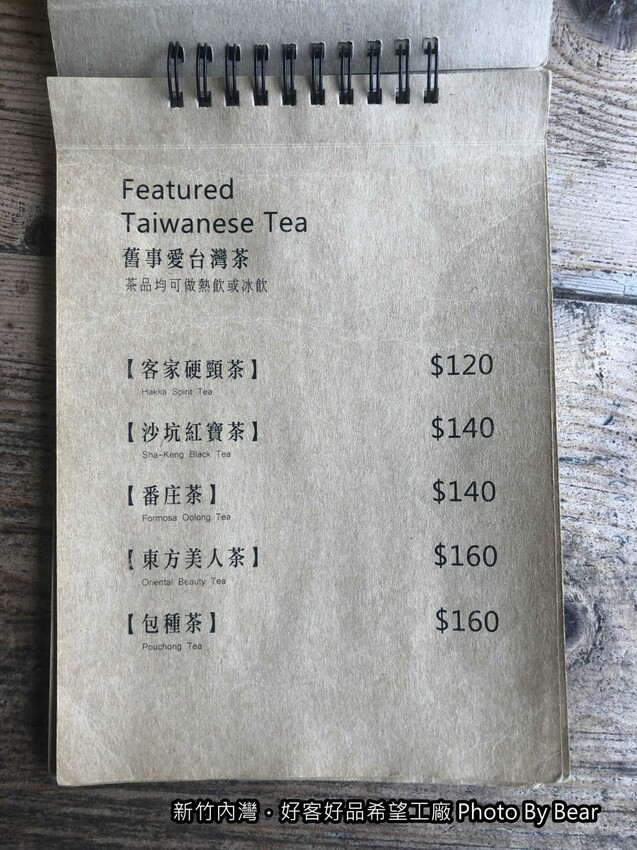 Featured
Taiwanese Tea
舊事愛台灣茶
茶品均可做熱飲或冰飲
【客家硬頸茶】 $120
Hakka Spirit Tea
【沙坑紅寶茶】 $140
Sha-Keng Black Tea
【番庄茶】 $140
Formosa Oolong Tea
【東方美人茶】 $160
Oriental Beauty Tea
【包種茶】 $160
Pouchong Tea
新竹內灣·好客好品希望工廠 Photo By Bear